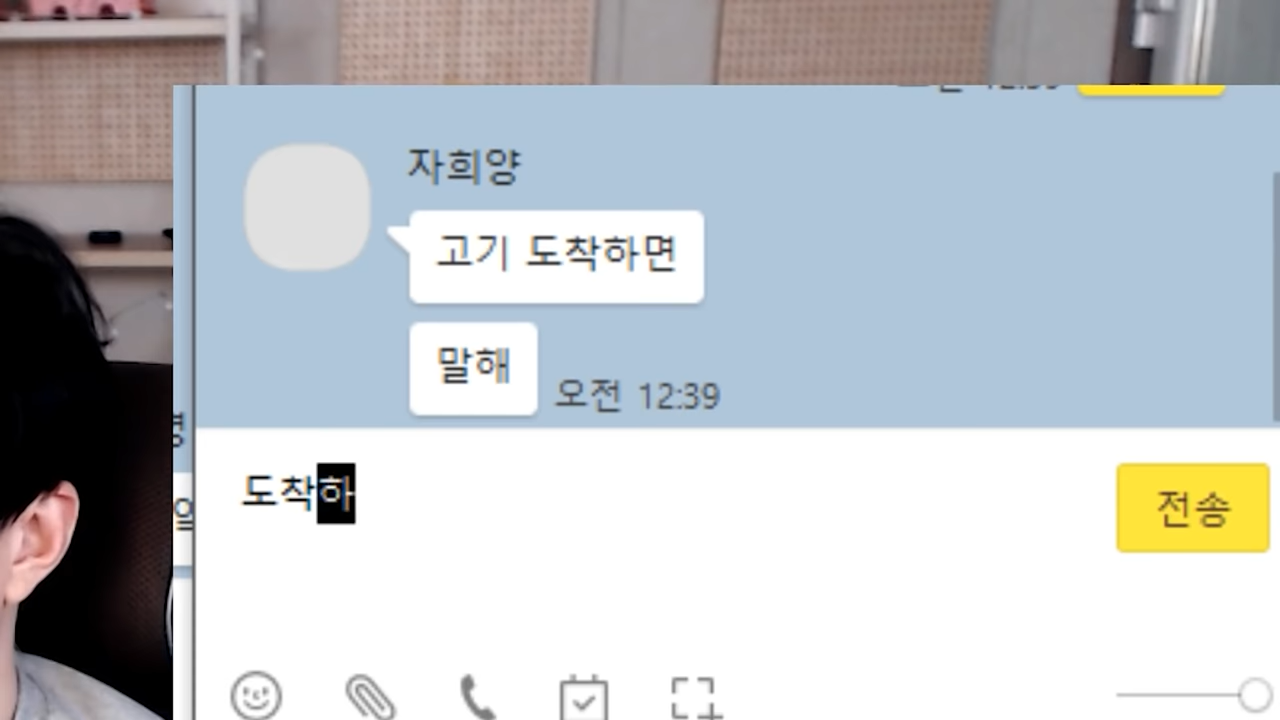 자희양
고기 도착하면
말해
오전 12:39
도착하
전송